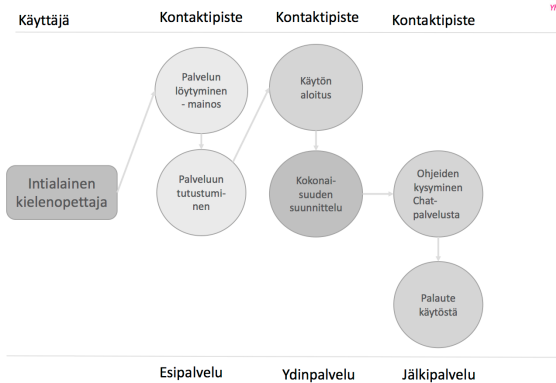 Käyttäjä
Kontaktipiste
Kontaktipiste
Kontaktipiste
Palvelun
löytyminen
- mainos
Palveluun
tutustumi-
nen
Käytön
aloitus
Intialainen
kielenopettaja
Kokonai-
suuden
suunnittelu
Ohjeiden
kysyminen
Chat-
palvelusta
Palaute
käytöstä
Esipalvelu
Ydinpalvelu
Jälkipalvelu